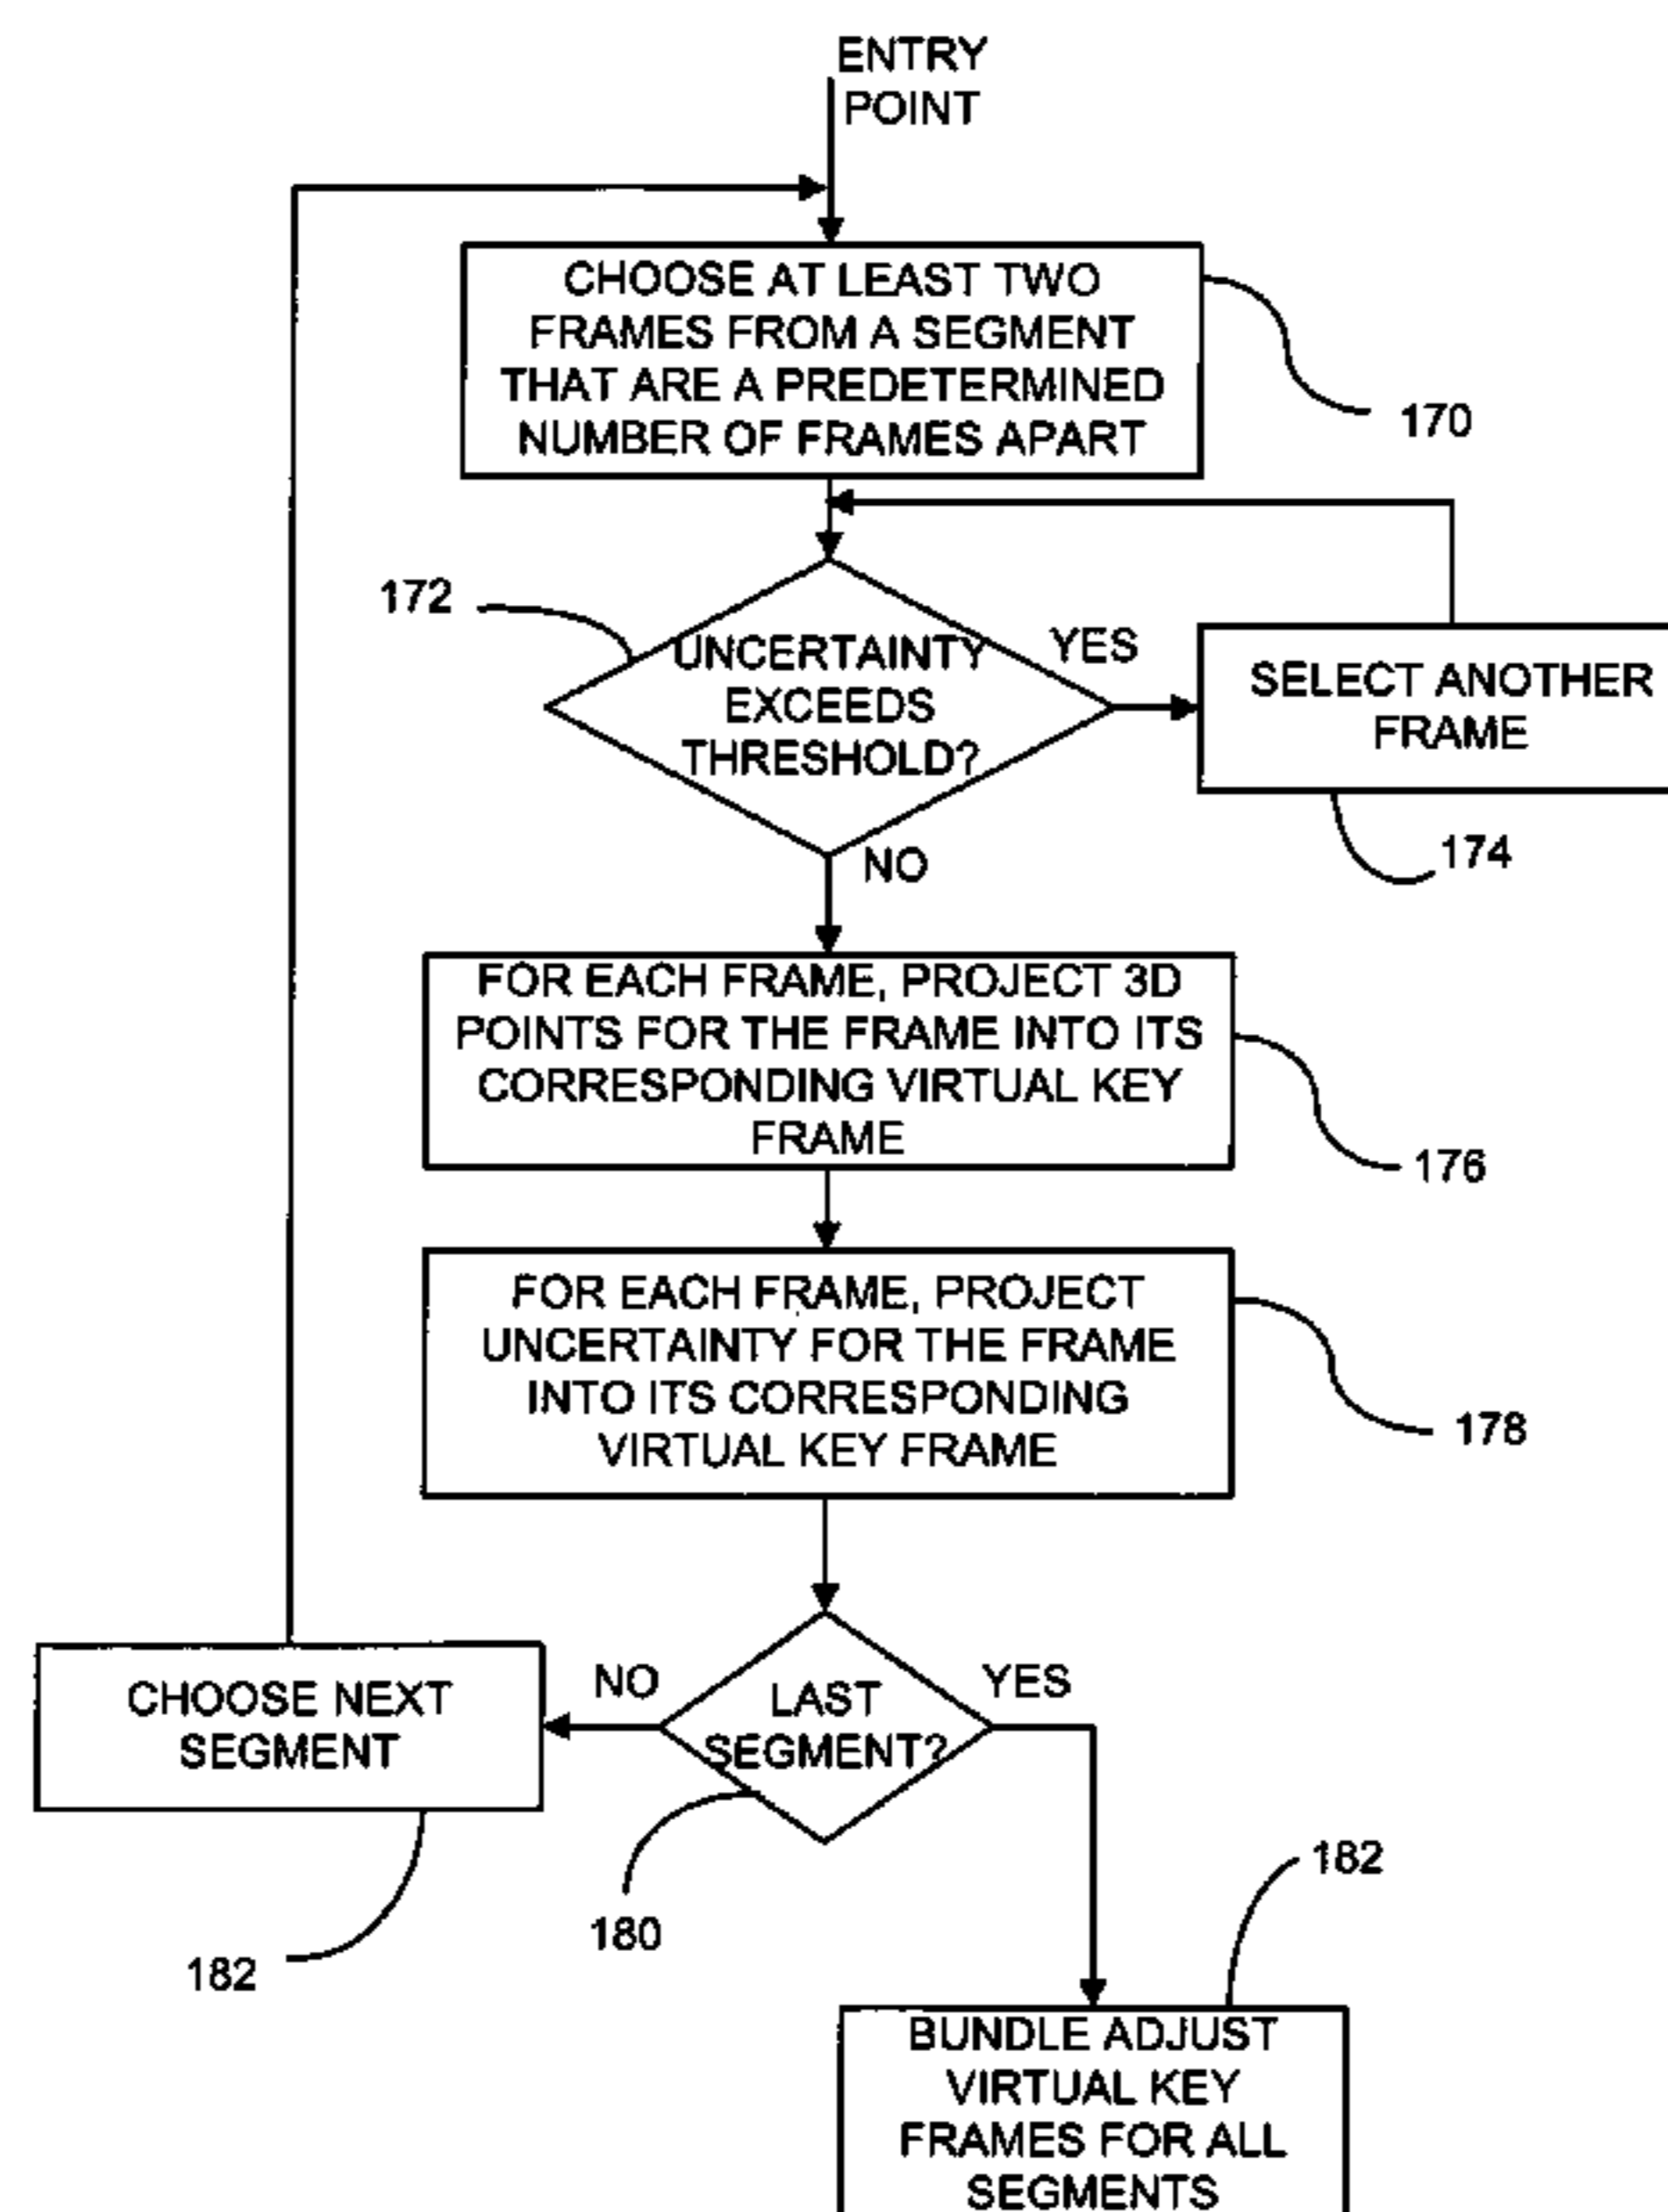 ENTRY
POINT
CHOOSE AT LEAST TWO
FRAMES FROM A SEGMENT
THAT ARE A PREDETERMINED
NUMBER OF FRAMES APART
170
172
UNCERTAINTY
EXCEEDS
THRESHOLD?
YES
SELECT ANOTHER
FRAME
174
NO
FOR EACH FRAME, PROJECT 3D
POINTS FOR THE FRAME INTO ITS
CORRESPONDING VIRTUAL KEY
FRAME
176
FOR EACH FRAME, PROJECT
UNCERTAINTY FOR THE FRAME
INTO ITS CORRESPONDING
VIRTUAL KEY FRAME
178
CHOOSE NEXT
SEGMENT
NO
LAST
SEGMENT?
YES
182
180
182
BUNDLE ADJUST
VIRTUAL KEY
FRAMES FOR ALL
SEGMENTS